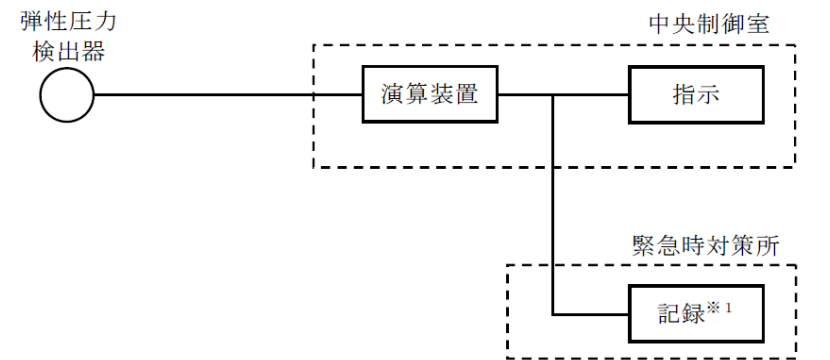 弾性圧力
検出器
中央制御室
演算装置
指示
緊急時対策所
記録※1